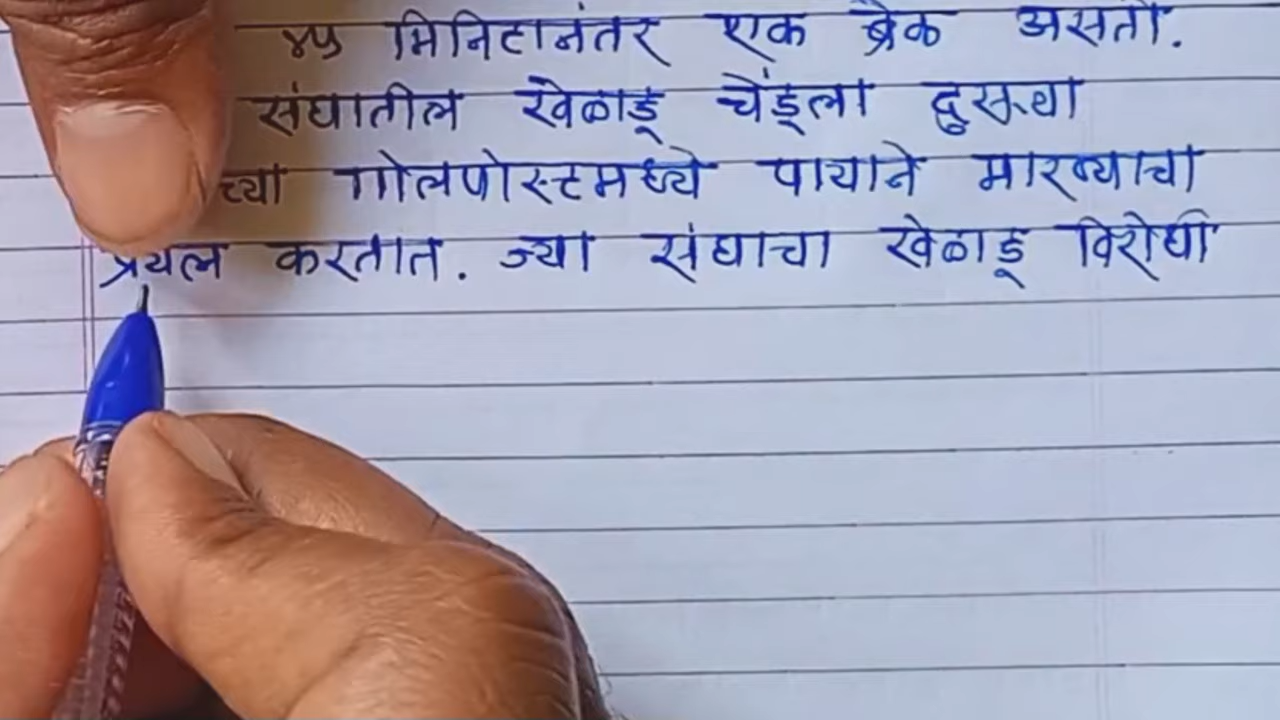 ४५ मिनिटानंतर एक ब्रेक असतो.
संघातील खेळाडू चेंडूला दुसऱ्या
च्या गोलपोस्टमध्ये पायाने मारण्याचा
प्रयत्न करतात. ज्या संघाचा खेळाडू विरोधी